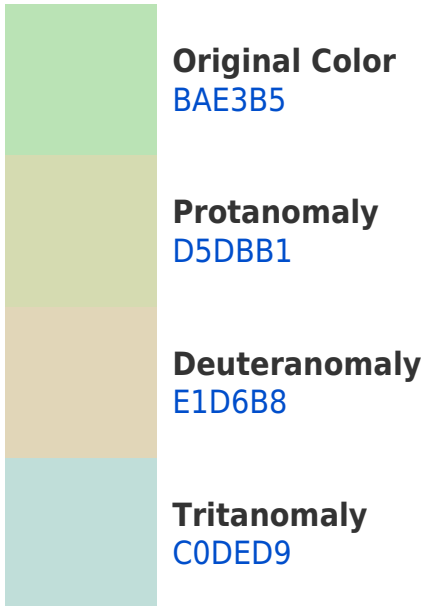 Original Color
BAE3B5
Protanomaly
D5DBB1
Deuteranomaly
E1D6B8
Tritanomaly
C0DED9